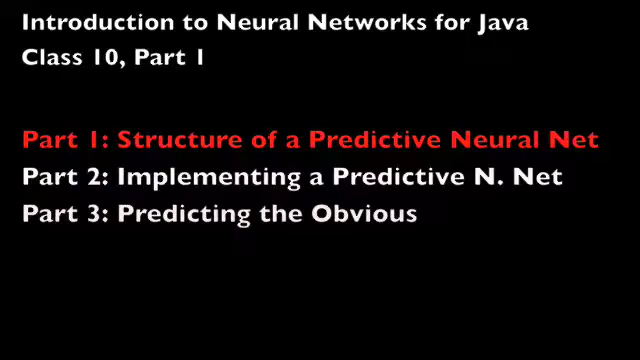 Introduction to Neural Networks for Java
Class 10, Part 1
Part 1: Structure of a Predictive Neural Net
Part 2: Implementing a Predictive N. Net
Part 3: Predicting the Obvious